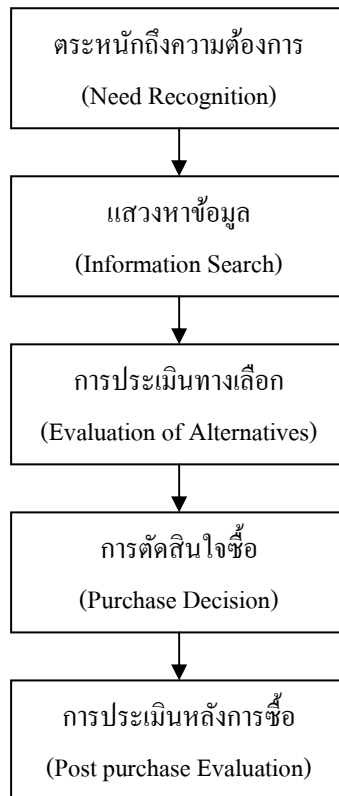 ตระหนักถึงความต้องการ
(Need Recognition)
แสวงหาข้อมูล
(Information Search)
การประเมินทางเลือก
(Evaluation of Alternatives)
การตัดสินใจซื้อ
(Purchase Decision)
การประเมินหลังการซื้อ
(Post purchase Evaluation)